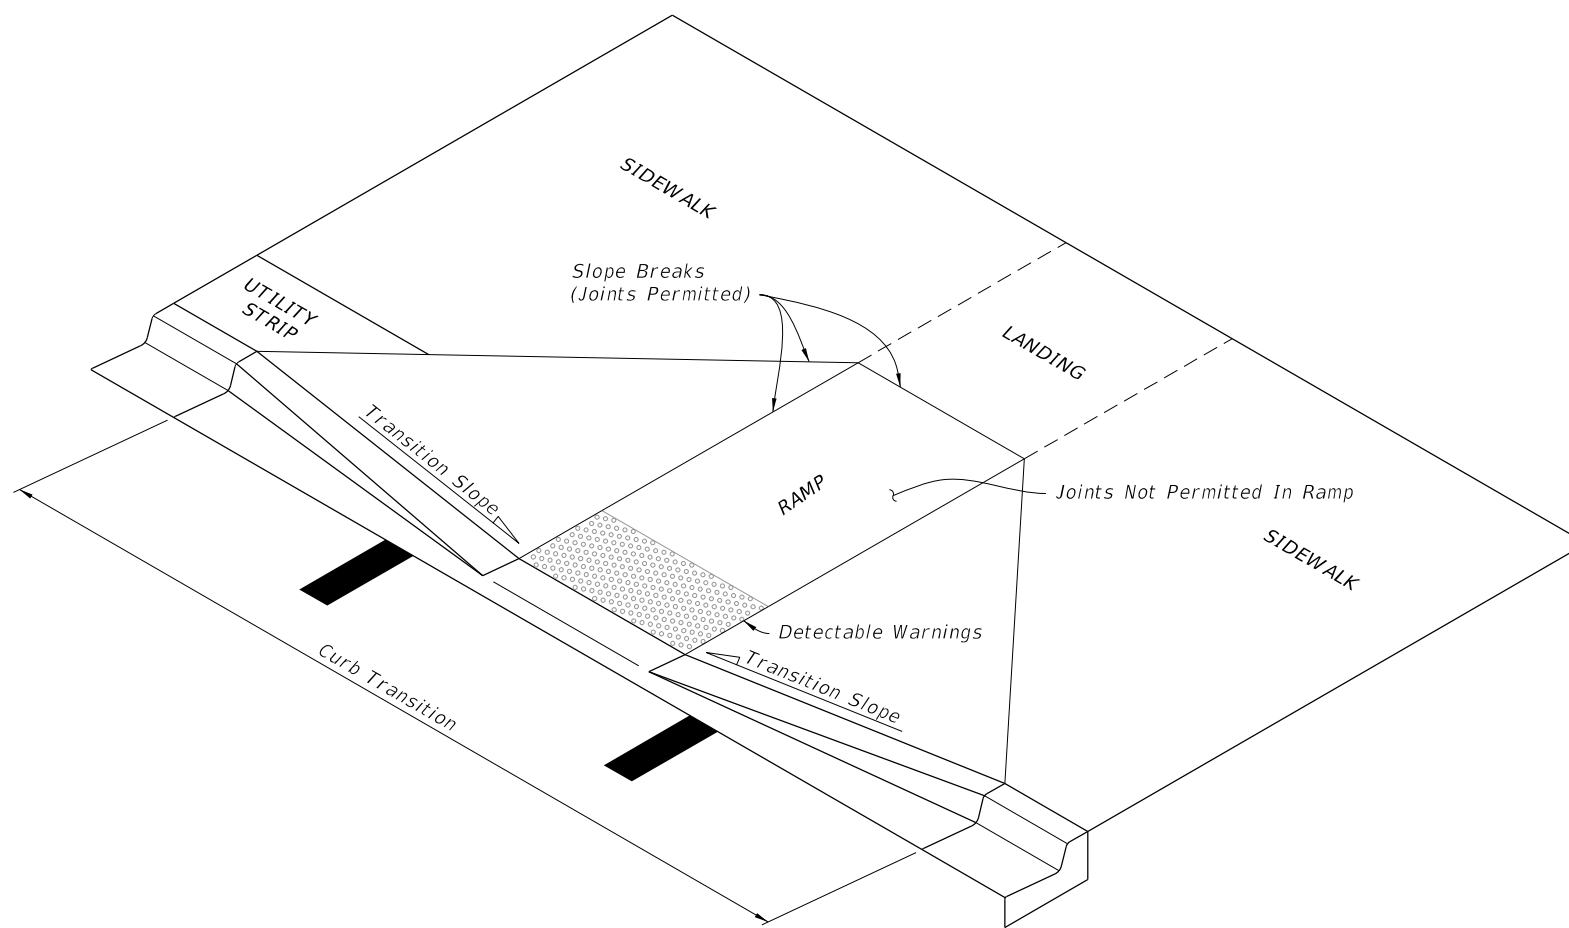 SIDEWALK
Slope Breaks
(Joints Permitted)
UTILITY
STRIP
LANDING
Transition Slope
RAMP
Joints Not Permitted In Ramp
SIDEWALK
Detectable Warnings
Transition Slope
Curb Transition